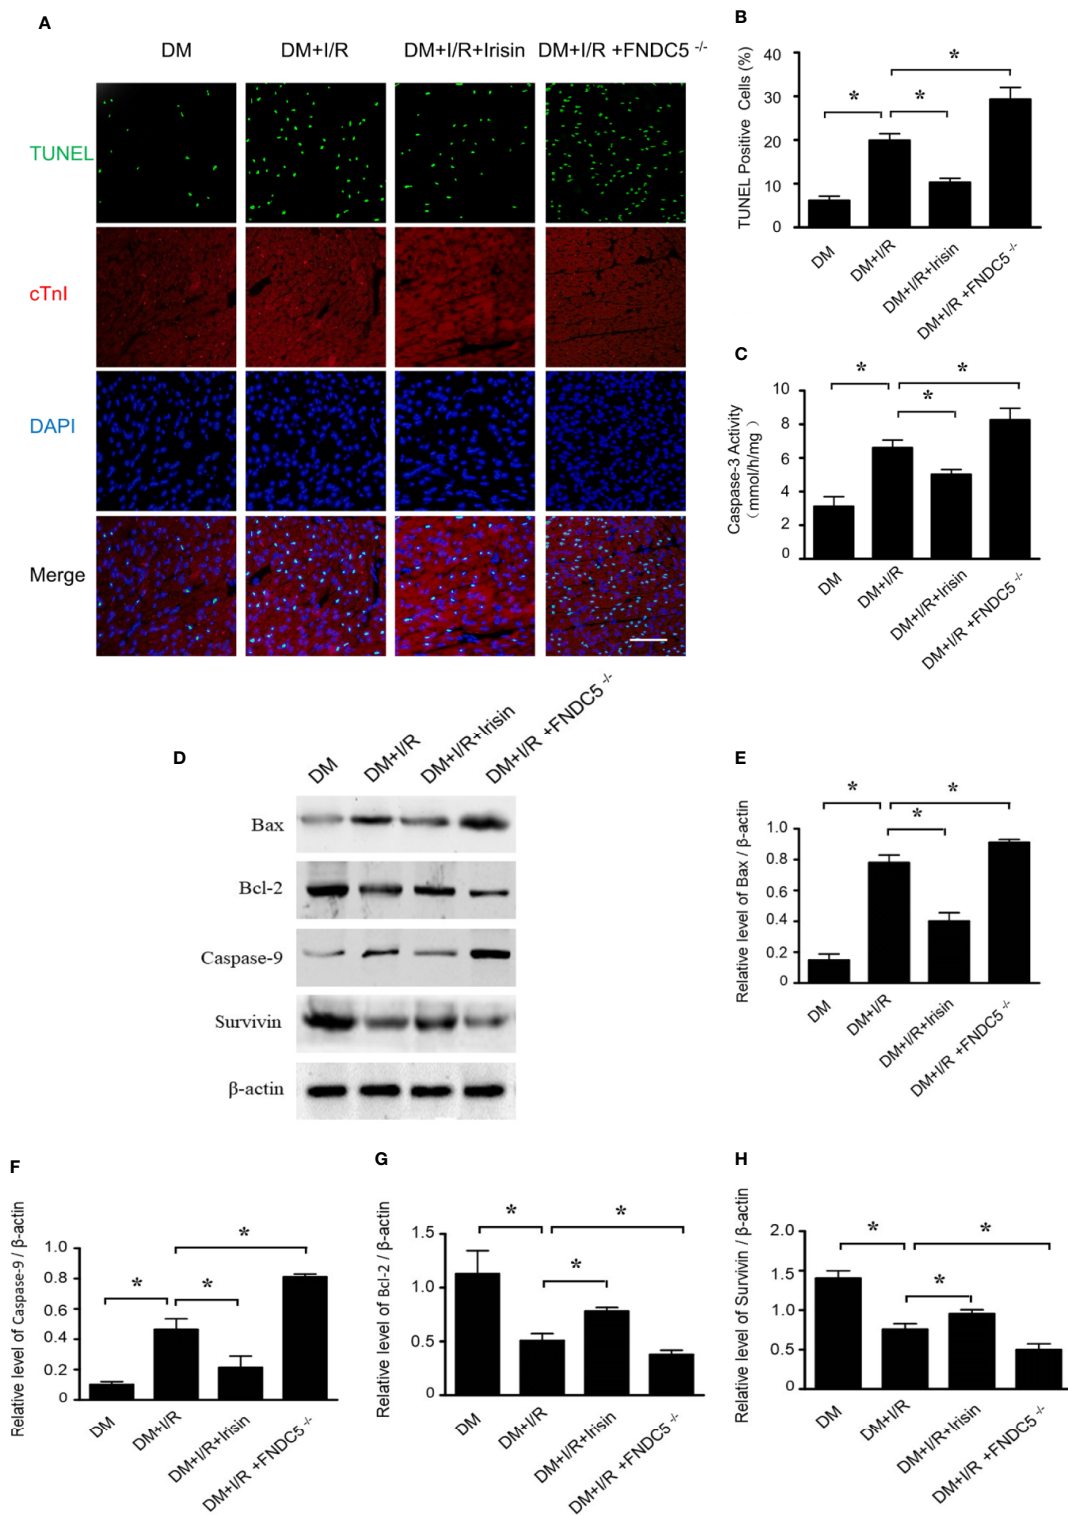 A
DM
DM+I/R
DM+I/R+Irisin
DM+I/R +FNDC5 -/-
TUNEL
cTnI
DAPI
Merge
B
TUNEL Positive Cells (%)
40
30
20
10
0
*
*
*
DM
DM+I/R
DM+I/R+Irisin
DM+I/R +FNDC5 -/-
C
Caspase-3 Activity
（mmol/h/mg ）
10
8
6
4
2
0
*
*
*
DM
DM+I/R
DM+I/R+Irisin
DM+I/R +FNDC5 -/-
D
DM
DM+I/R
DM+I/R+Irisin
DM+I/R +FNDC5 -/-
Bax
Bcl-2
Caspase-9
Survivin
β-actin
E
Relative level of Bax / β-actin
1.0
0.8
0.6
0.4
0.2
0
*
*
*
DM
DM+I/R
DM+I/R+Irisin
DM+I/R +FNDC5 -/-
F
Relative level of Caspase-9 / β-actin
1.0
0.8
0.6
0.4
0.2
0
*
*
*
DM
DM+I/R
DM+I/R+Irisin
DM+I/R +FNDC5 -/-
G
Relative level of Bcl-2 / β-actin
1.5
1.0
0.5
0
*
*
*
DM
DM+I/R
DM+I/R+Irisin
DM+I/R +FNDC5 -/-
H
Relative level of Survivin / β-actin
2.0
1.5
1.0
0.5
0
*
*
*
DM
DM+I/R
DM+I/R+Irisin
DM+I/R +FNDC5 -/-